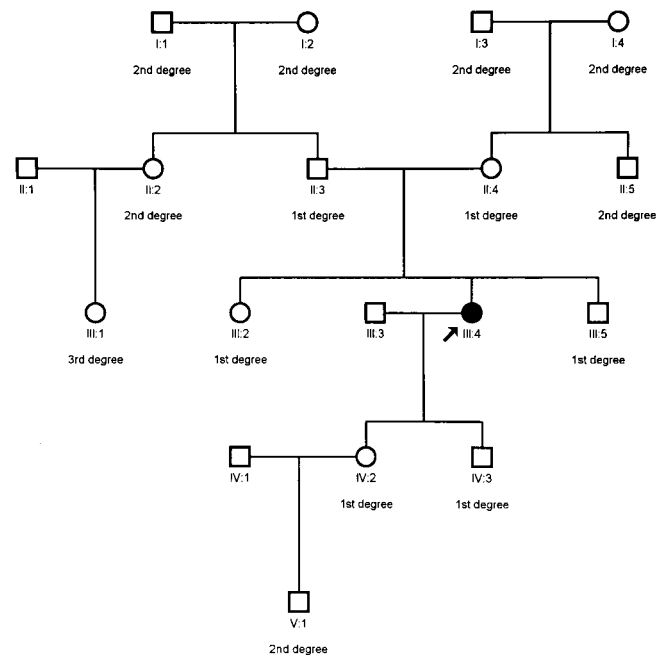 I:1 I:2 I:3 I:4
2nd degree 2nd degree 2nd degree 2nd degree
II:1 II:2 II:3 II:4 II:5
2nd degree 1st degree 1st degree 2nd degree
III:1 III:2 III:3 III:4 III:5
3rd degree 1st degree 1st degree
IV:1 IV:2 IV:3
1st degree 1st degree
V:1
2nd degree